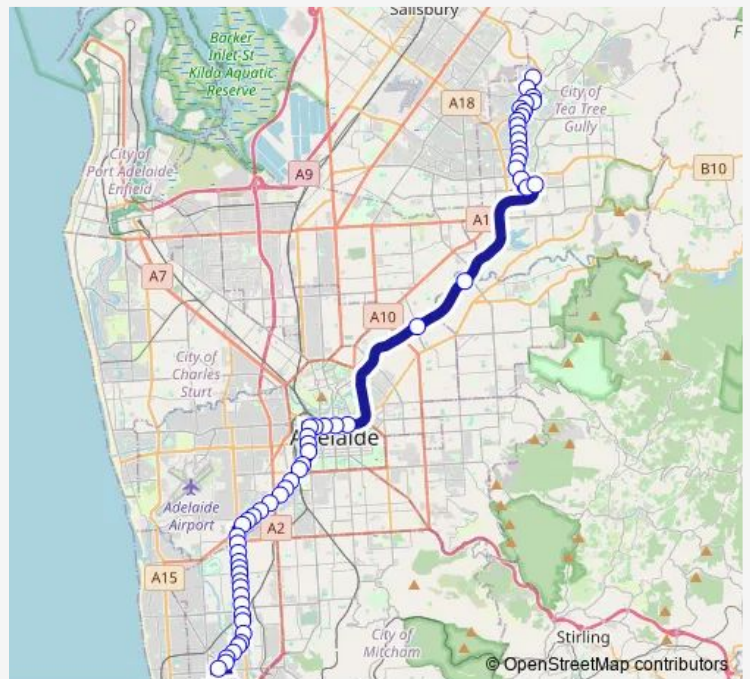 Salisbury
Barker
Inlet-St
Kilda Aquatic
Reserve
A18
City of
Tea Tree
Gully
City of
Port Adelaide
Enfield
A9
B10
A1
A7
A10
City of
Charles
Sturt
Adelaide
Adelaide
Airport
A2
A15
City of
Mitcham
Stirling
© OpenStreetMap contributors